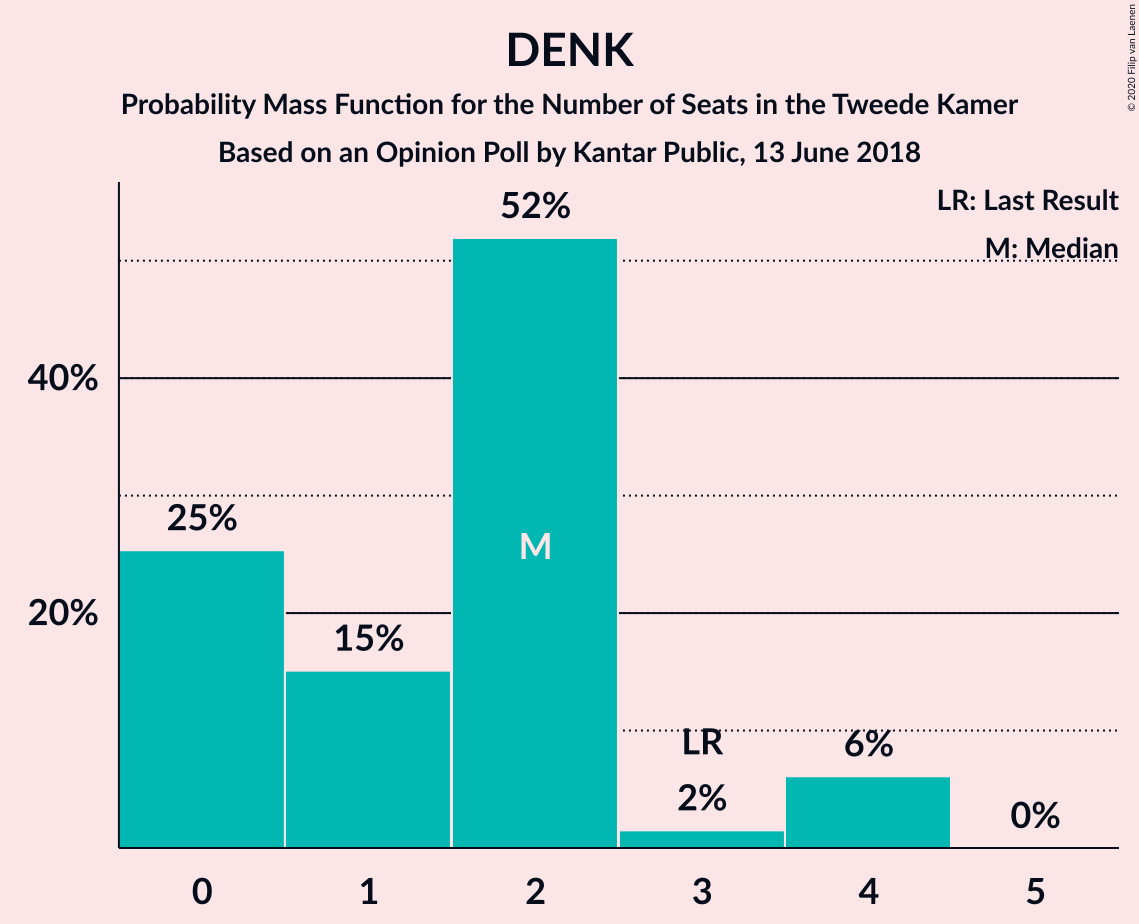 DENK
Probability Mass Function for the Number of Seats in the Tweede Kamer
Based on an Opinion Poll by Kantar Public, 13 June 2018
© 2020 Filip van Laenen
LR: Last Result
M: Median
52%
40%
25%
M
20%
15%
LR
6%
2%
0%
0 1 2 3 4 5